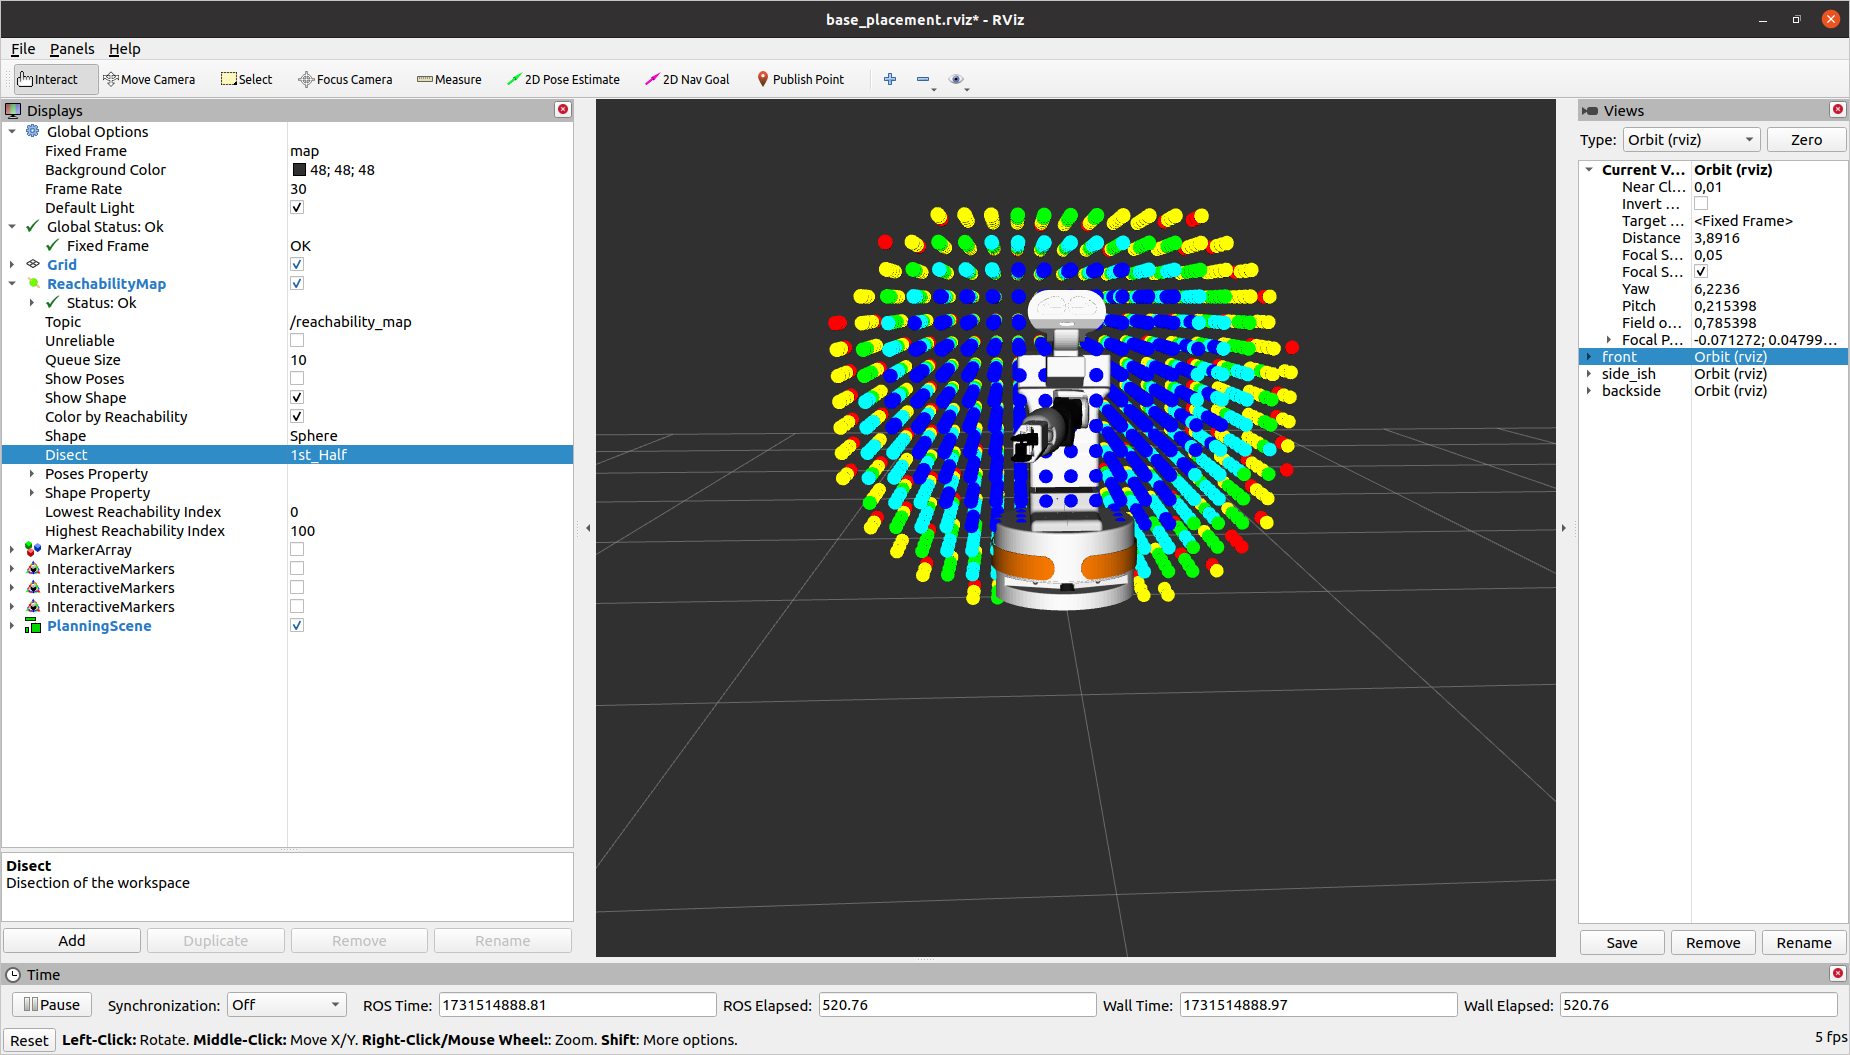 base_placement.rviz* - RViz
File Panels Help
Interact Move Camera Select Focus Camera Measure 2D Pose Estimate 2D Nav Goal Publish Point
Displays
Global Options
Fixed Frame map
Background Color 48; 48; 48
Frame Rate 30
Default Light
Global Status: Ok
Fixed Frame OK
Grid
ReachabilityMap
Status: Ok
Topic /reachability_map
Unreliable
Queue Size 10
Show Poses
Show Shape
Color by Reachability
Shape Sphere
Disect 1st_Half
Poses Property
Shape Property
Lowest Reachability Index 0
Highest Reachability Index 100
MarkerArray
InteractiveMarkers
InteractiveMarkers
InteractiveMarkers
PlanningScene
Disect
Disection of the workspace
Add Duplicate Remove Rename
Views
Type: Orbit (rviz) Zero
Current V... Orbit (rviz)
Near Cl... 0,01
Invert ...
Target ... <Fixed Frame>
Distance 3,8916
Focal S... 0,05
Focal S...
Yaw 6,2236
Pitch 0,215398
Field o... 0,785398
Focal P... -0.071272; 0.04799...
front Orbit (rviz)
side_ish Orbit (rviz)
backside Orbit (rviz)
Save Remove Rename
Time
Pause Synchronization: Off ROS Time: 1731514888.81 ROS Elapsed: 520.76 Wall Time: 1731514888.97 Wall Elapsed: 520.76
Reset Left-Click: Rotate. Middle-Click: Move X/Y. Right-Click/Mouse Wheel:: Zoom. Shift: More options. 5 fps